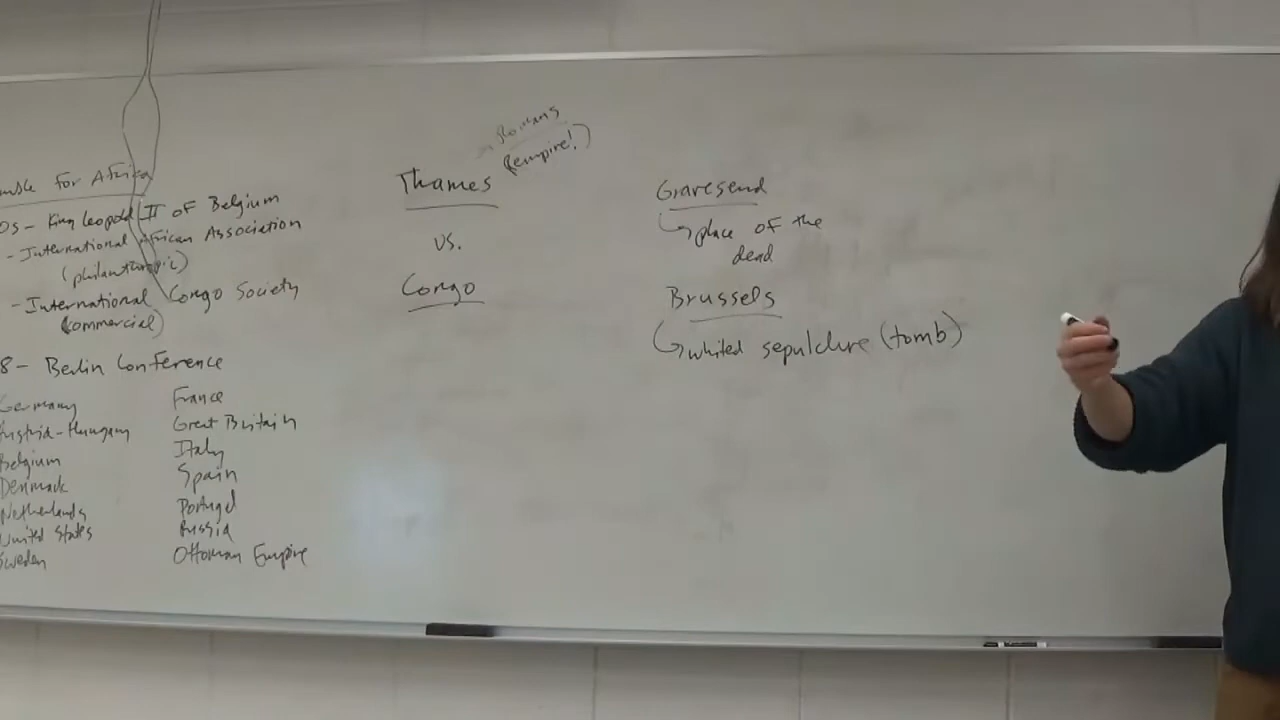 for Africa
King Leopold II of Belgium
- International African Association
(philanthropic)
- International Congo Society
(commercial)
8 - Berlin Conference
Germany
Austria-Hungary
Belgium
Denmark
Netherlands
United States
Sweden
France
Great Britain
Italy
Spain
Portugal
Russia
Ottoman Empire
Romans
(empire!)
Thames
vs.
Congo
Gravesend
place of the
dead
Brussels
whited sepulchre (tomb)